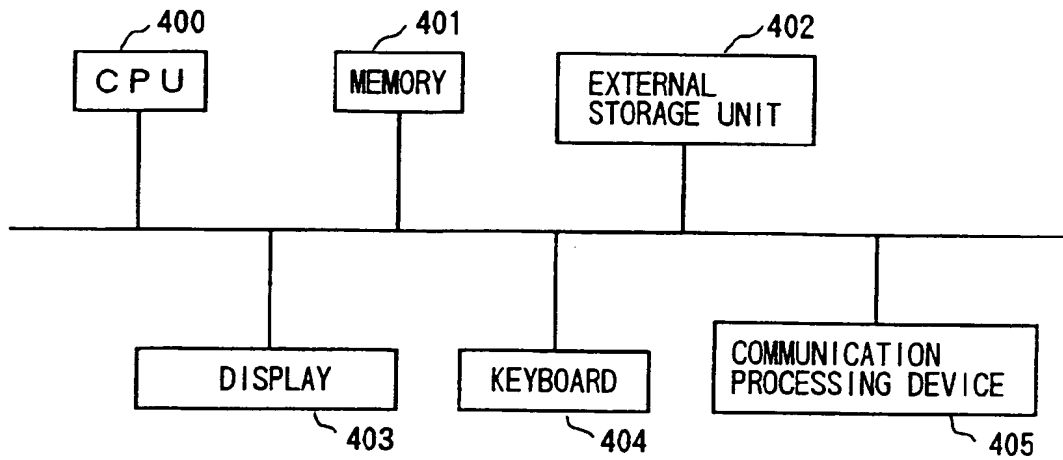 400
401
402
CPU
MEMORY
EXTERNAL
STORAGE UNIT
DISPLAY
KEYBOARD
COMMUNICATION
PROCESSING DEVICE
403
404
405